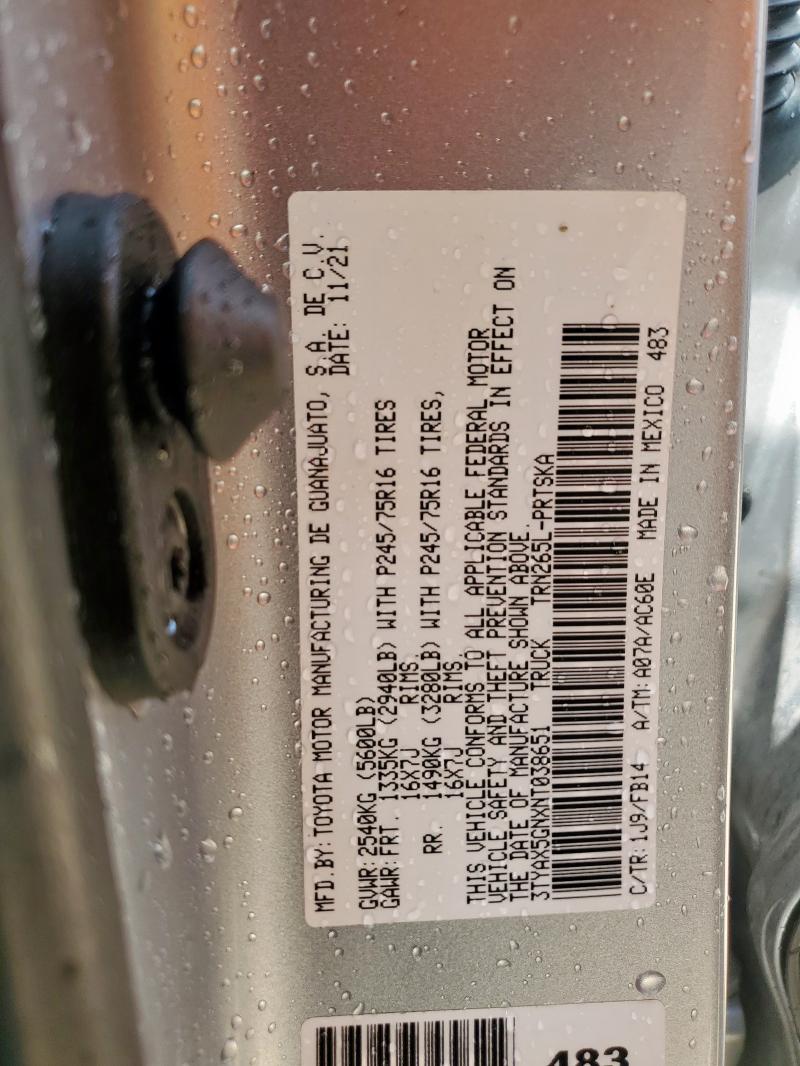 MFD.BY: TOYOTA MOTOR MANUFACTURING DE GUANAJUATO, S.A. DE C.V.
DATE: 11/21
GVWR: 2540KG (5600LB)
GAWR: FRT. 1335KG (2940LB) WITH P245/75R16 TIRES
16X7J RIMS.
RR. 1490KG (3280LB) WITH P245/75R16 TIRES,
16X7J RIMS.
THIS VEHICLE CONFORMS TO ALL APPLICABLE FEDERAL MOTOR
VEHICLE SAFETY AND THEFT PREVENTION STANDARDS IN EFFECT ON
THE DATE OF MANUFACTURE SHOWN ABOVE.
3TYAX5GNXNT038651 TRUCK TRN265L-PRTSKA
C/TR: 1J9/FB14 A/TM: A07A/AC60E MADE IN MEXICO 483
483